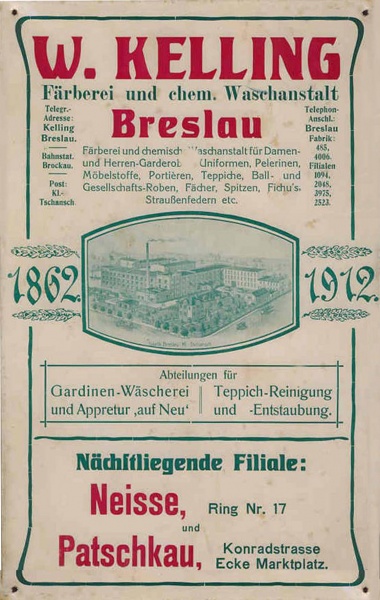 W. KELLING
Färberei und chem. Waschanstalt
Breslau
Telegr.-
Adresse:
Kelling
Breslau.
Bahnstat.
Brockau.
Post:
Kl.-
Tschansch
Färberei und chemisch Waschanstalt für Damen-
und Herren-Garderob Uniformen, Pelerinen,
Möbelstoffe, Portièren, Teppiche, Ball- und
Gesellschafts-Roben, Fächer, Spitzen, Fichu's,
Straußenfedern etc.
Telephon-
Anschl.:
Breslau
Fabrik:
485,
4006.
Filialen
1094,
2048,
3975,
2523.
1862.
1912.
Abteilungen für
Gardinen-Wäscherei
und Appretur ‚auf Neu‘
Teppich-Reinigung
und -Entstaubung.
Nächstliegende Filiale:
Neisse, Ring Nr. 17
und
Patschkau, Konradstrasse
Ecke Marktplatz.